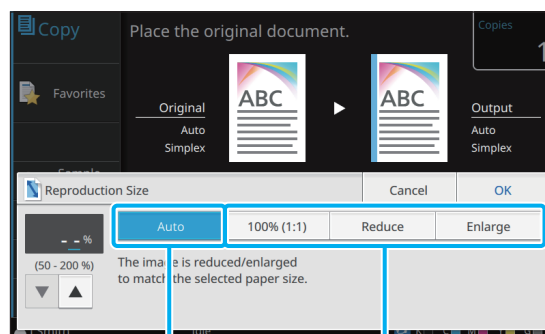 Copy
Place the original document.
Copies
1
Favorites
ABC
ABC
Original
Auto
Simplex
Output
Auto
Simplex
Reproduction Size
Cancel
OK
- - %
Auto
100% (1:1)
Reduce
Enlarge
(50 - 200 %)
The image is reduced/enlarged
to match the selected paper size.